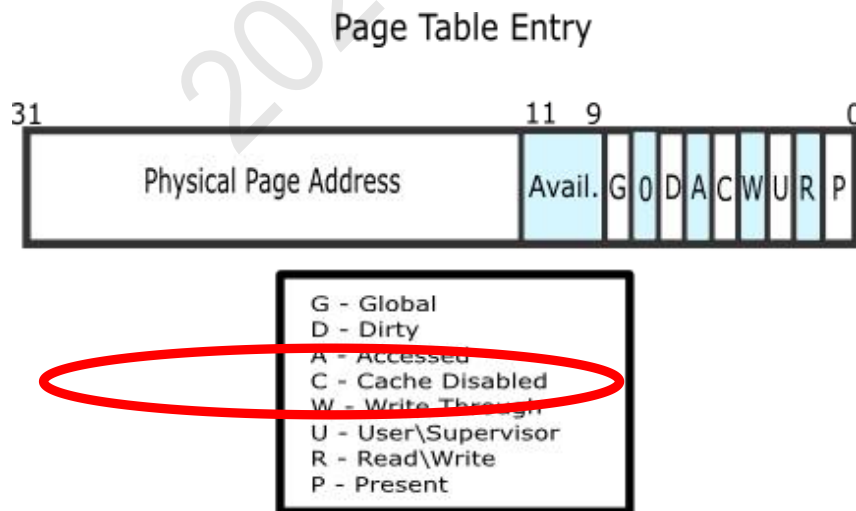 Page Table Entry
31 11 9 0
Physical Page Address Avail. G 0 D A C W U R P
G - Global
D - Dirty
A - Accessed
C - Cache Disabled
W - Write Through
U - User\Supervisor
R - Read\Write
P - Present